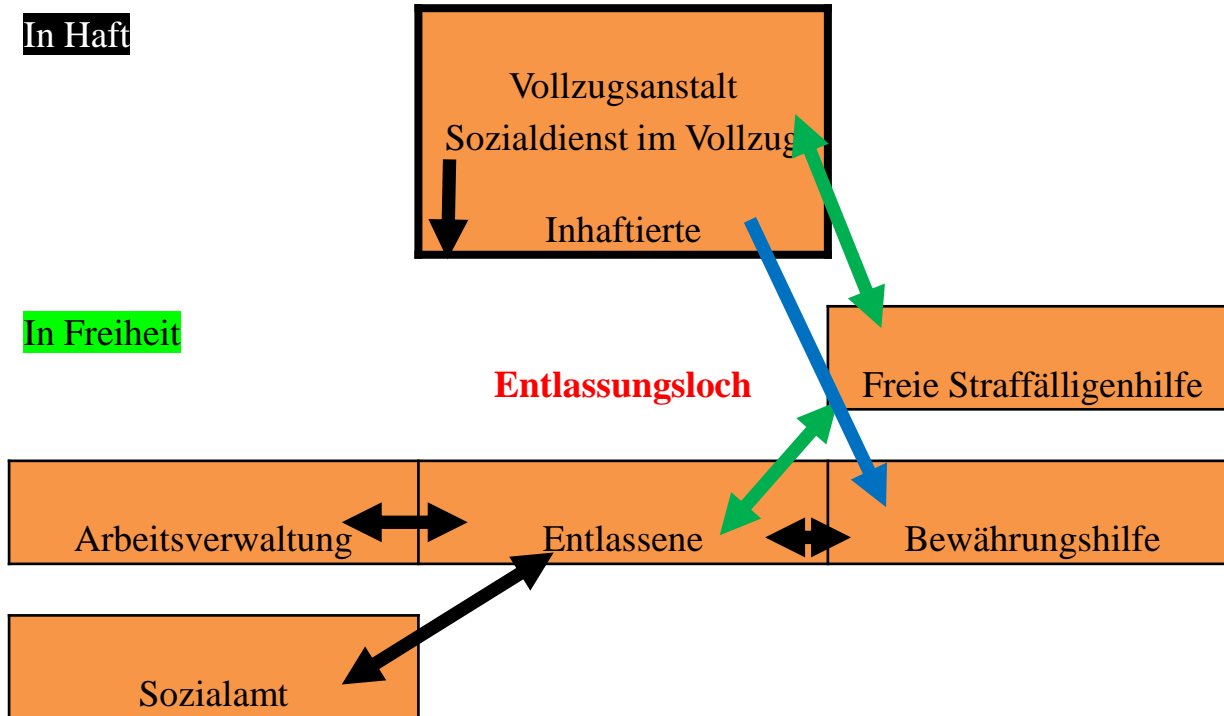 In Haft
Vollzugsanstalt
Sozialdienst im Vollzug
Inhaftierte
In Freiheit
Entlassungsloch
Freie Straffälligenhilfe
Arbeitsverwaltung
Entlassene
Bewährungshilfe
Sozialamt